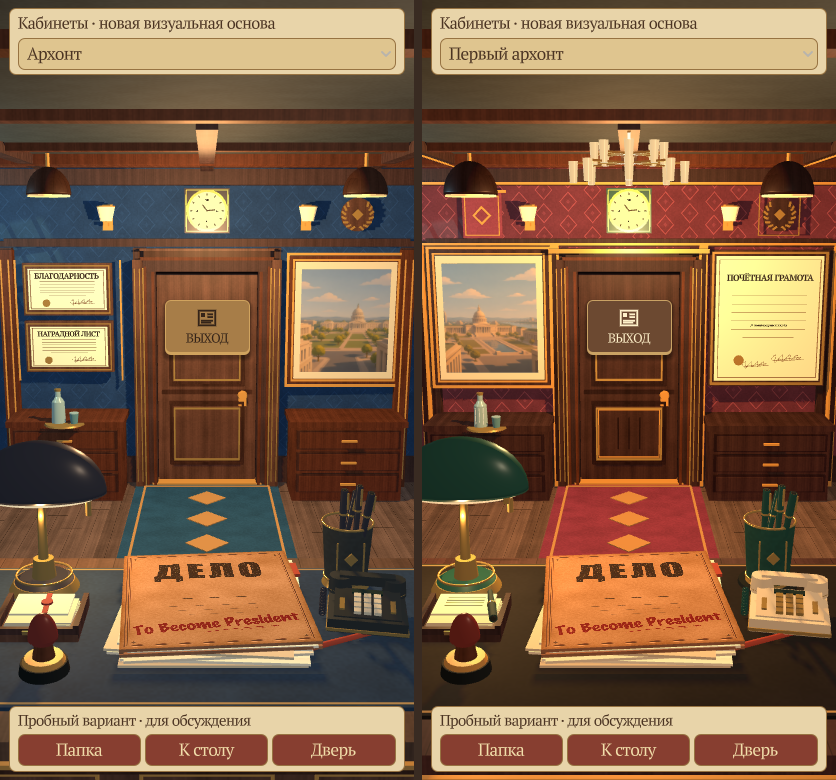 Кабинеты · новая визуальная основа
Архонт
БЛАГОДАРНОСТЬ
НАГРАДНОЙ ЛИСТ
ВЫХОД
ДЕЛО
To Become President
Пробный вариант · для обсуждения
Папка
К столу
Дверь
Кабинеты · новая визуальная основа
Первый архонт
ПОЧЁТНАЯ ГРАМОТА
ВЫХОД
ДЕЛО
To Become President
Пробный вариант · для обсуждения
Папка
К столу
Дверь